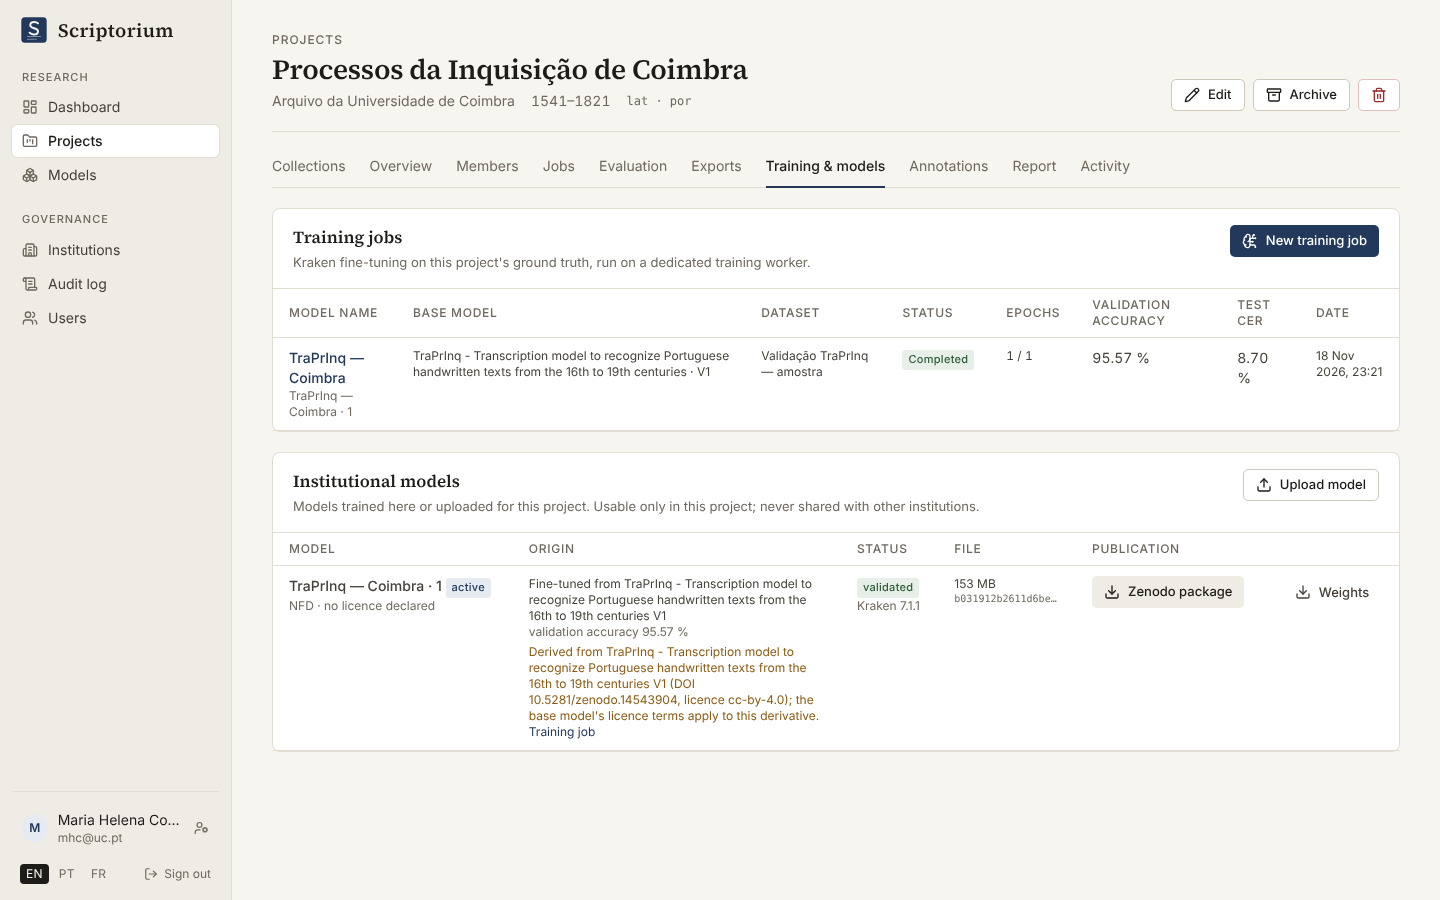 Scriptorium
RESEARCH
Dashboard
Projects
Models
GOVERNANCE
Institutions
Audit log
Users
M
Maria Helena Co...
mhc@uc.pt
EN PT FR
Sign out
PROJECTS
Processos da Inquisição de Coimbra
Arquivo da Universidade de Coimbra 1541–1821 lat · por
Edit
Archive
Collections Overview Members Jobs Evaluation Exports Training & models Annotations Report Activity
Training jobs
Kraken fine-tuning on this project's ground truth, run on a dedicated training worker.
New training job
MODEL NAME
BASE MODEL
DATASET
STATUS
EPOCHS
VALIDATION
ACCURACY
TEST
CER
DATE
TraPrInq —
Coimbra
TraPrInq —
Coimbra · 1
TraPrInq - Transcription model to recognize Portuguese
handwritten texts from the 16th to 19th centuries · V1
Validação TraPrInq
— amostra
Completed
1 / 1
95.57 %
8.70
%
18 Nov
2026, 23:21
Institutional models
Models trained here or uploaded for this project. Usable only in this project; never shared with other institutions.
Upload model
MODEL
ORIGIN
STATUS
FILE
PUBLICATION
TraPrInq — Coimbra · 1 active
NFD · no licence declared
Fine-tuned from TraPrInq - Transcription model to
recognize Portuguese handwritten texts from the
16th to 19th centuries V1
validation accuracy 95.57 %
Derived from TraPrInq - Transcription model to
recognize Portuguese handwritten texts from the
16th to 19th centuries V1 (DOI
10.5281/zenodo.14543904, licence cc-by-4.0); the
base model's licence terms apply to this derivative.
Training job
validated
Kraken 7.1.1
153 MB
b031912b2611d6be…
Zenodo package
Weights